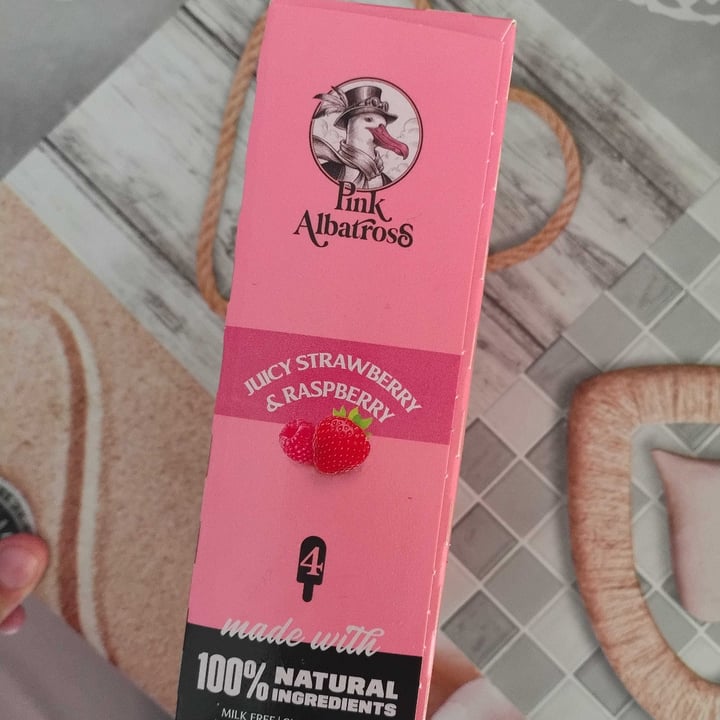 Pink
Albatross
JUICY STRAWBERRY
& RASPBERRY
4
made with
100% NATURAL
INGREDIENTS
MILK FREE |